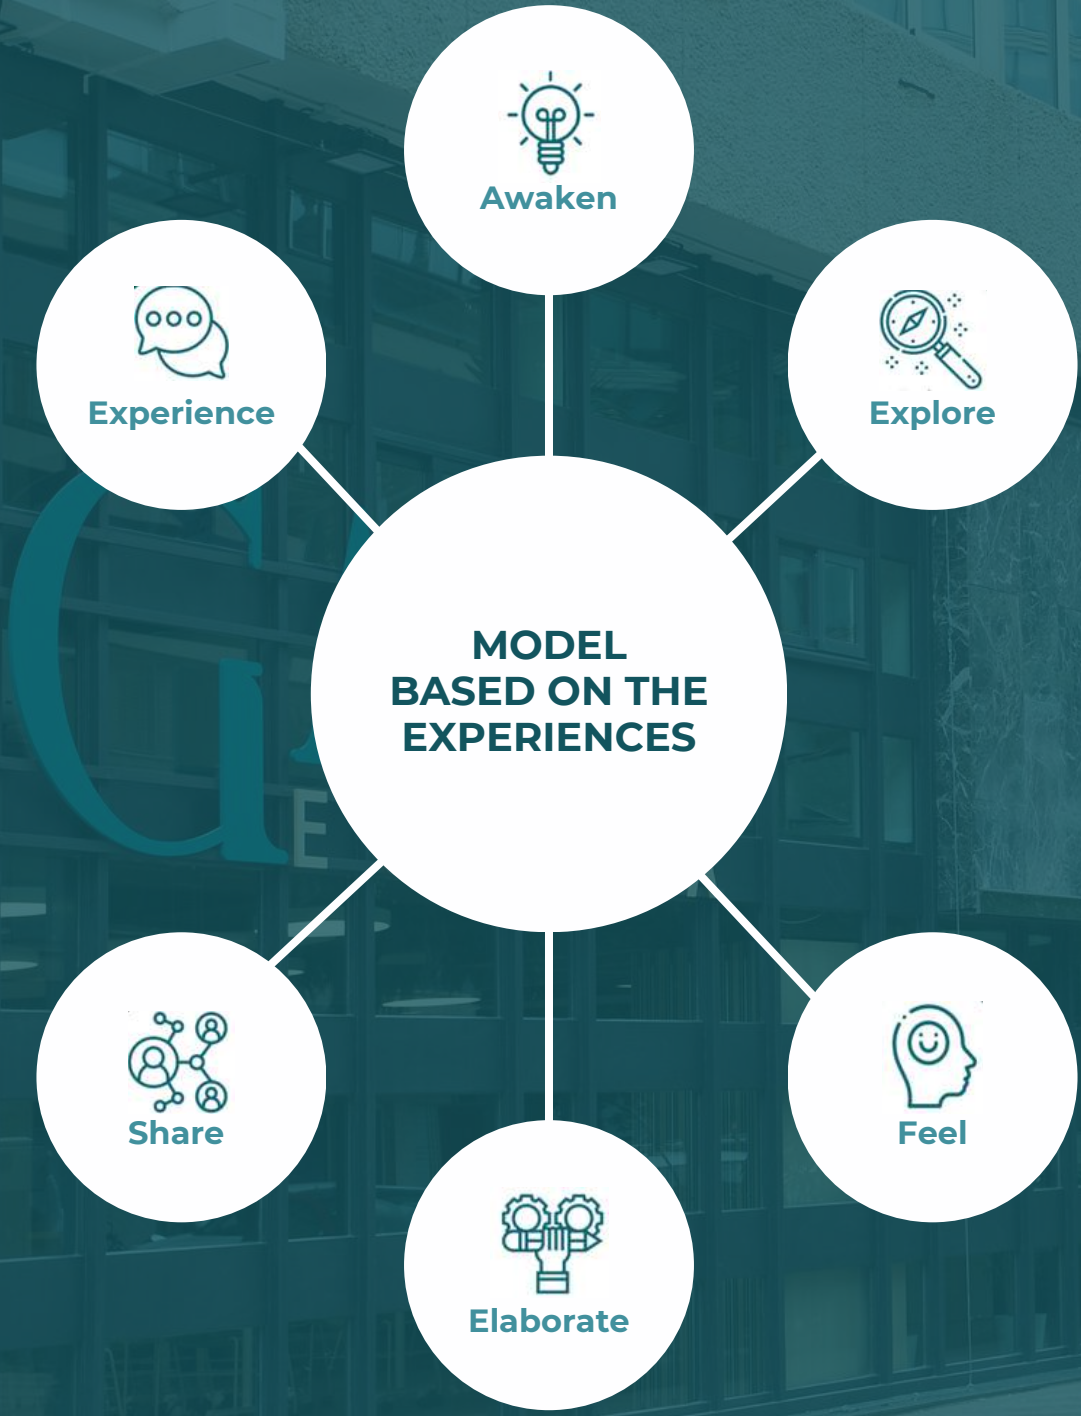 Awaken
Explore
Experience
MODEL
BASED ON THE
EXPERIENCES
Share
Feel
Elaborate